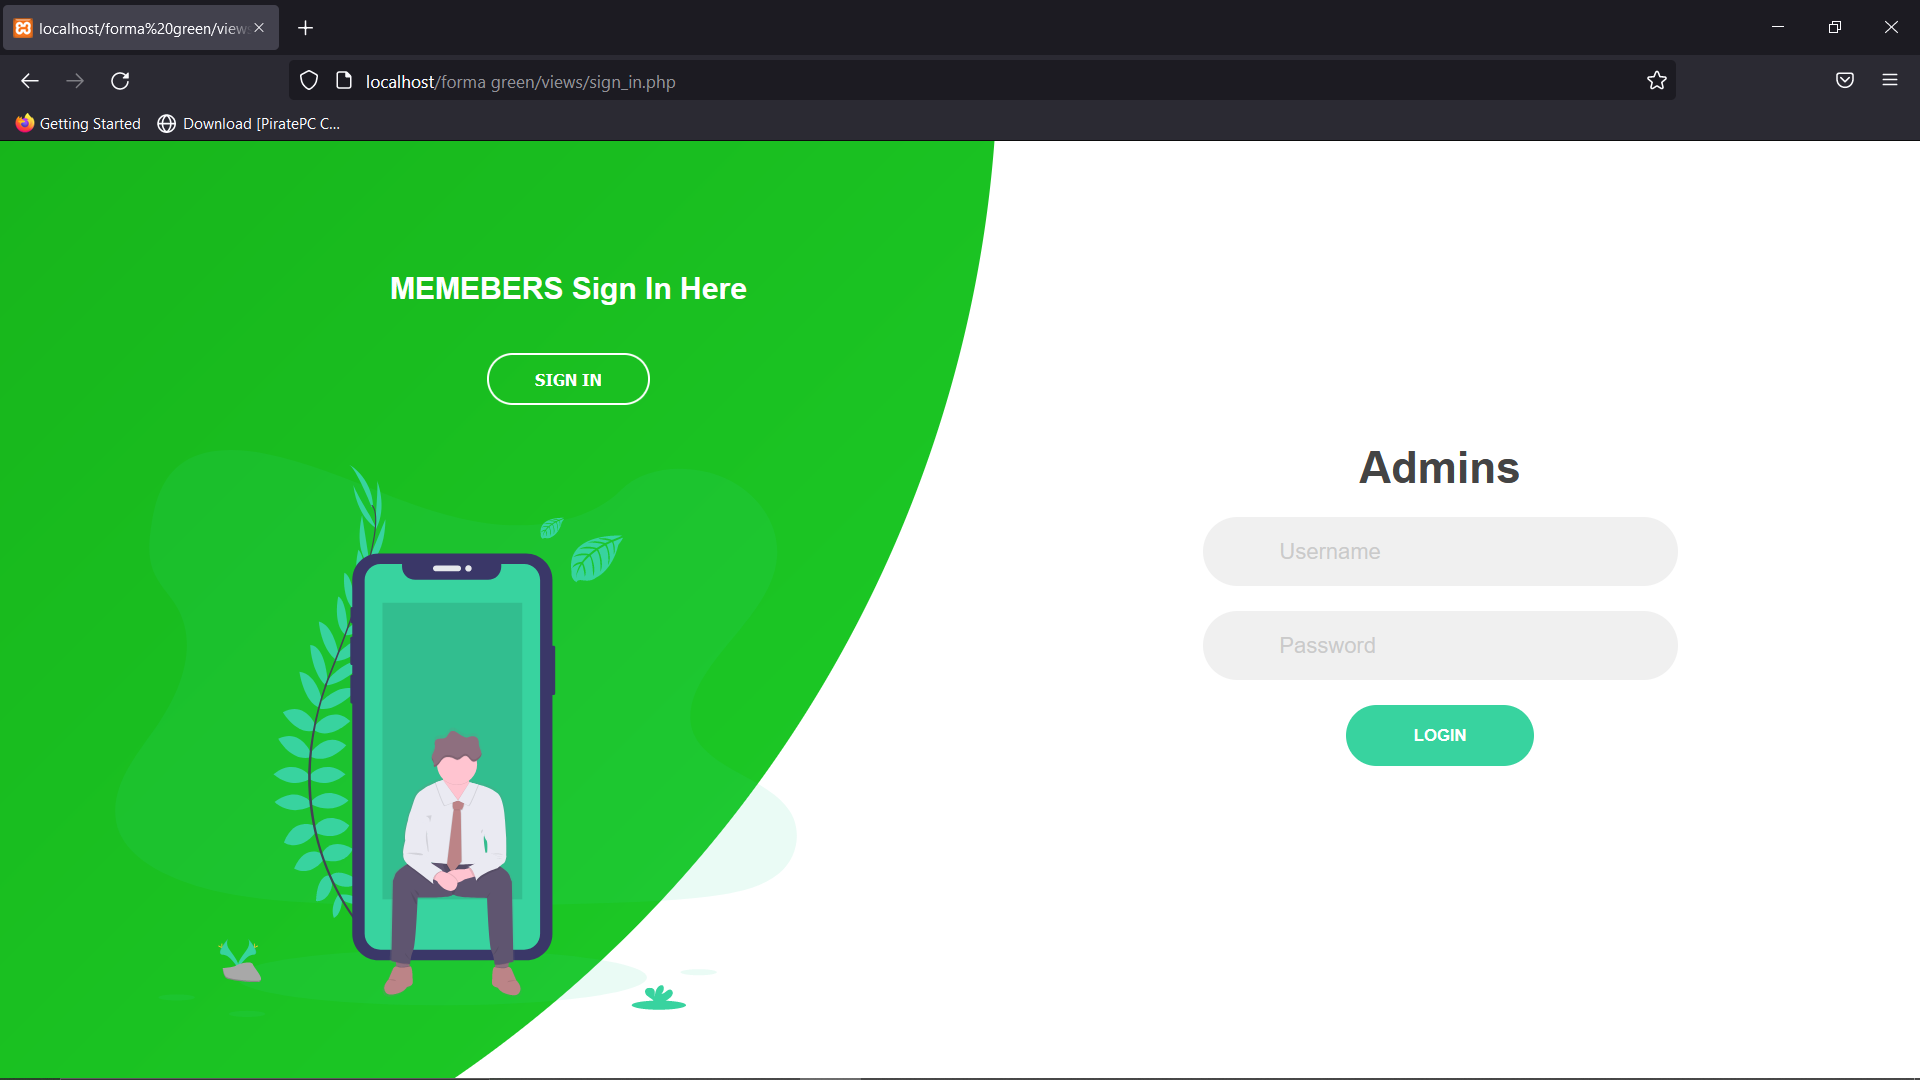 localhost/forma%20green/view
localhost/forma green/views/sign_in.php
Getting Started
Download [PiratePC C...
MEMEBERS Sign In Here
SIGN IN
Admins
Username
Password
LOGIN